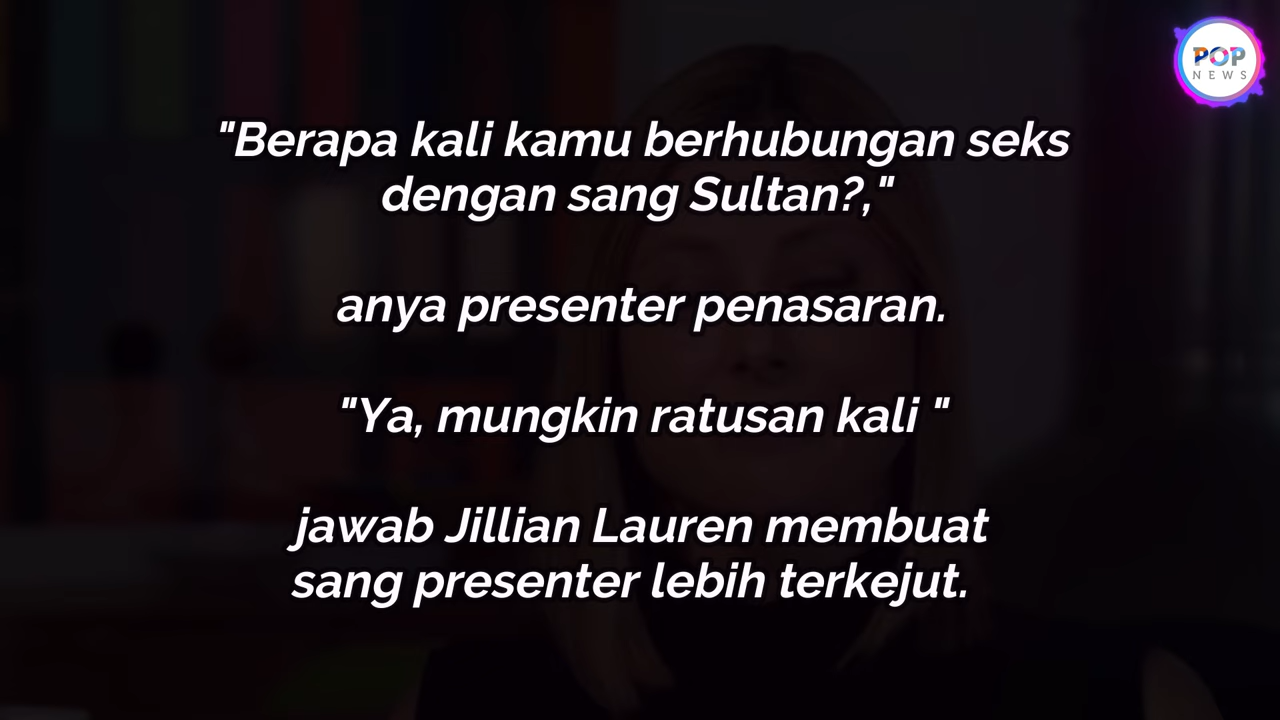 POP
NEWS
"Berapa kali kamu berhubungan seks
dengan sang Sultan?,"
anya presenter penasaran.
"Ya, mungkin ratusan kali "
jawab Jillian Lauren membuat
sang presenter lebih terkejut.